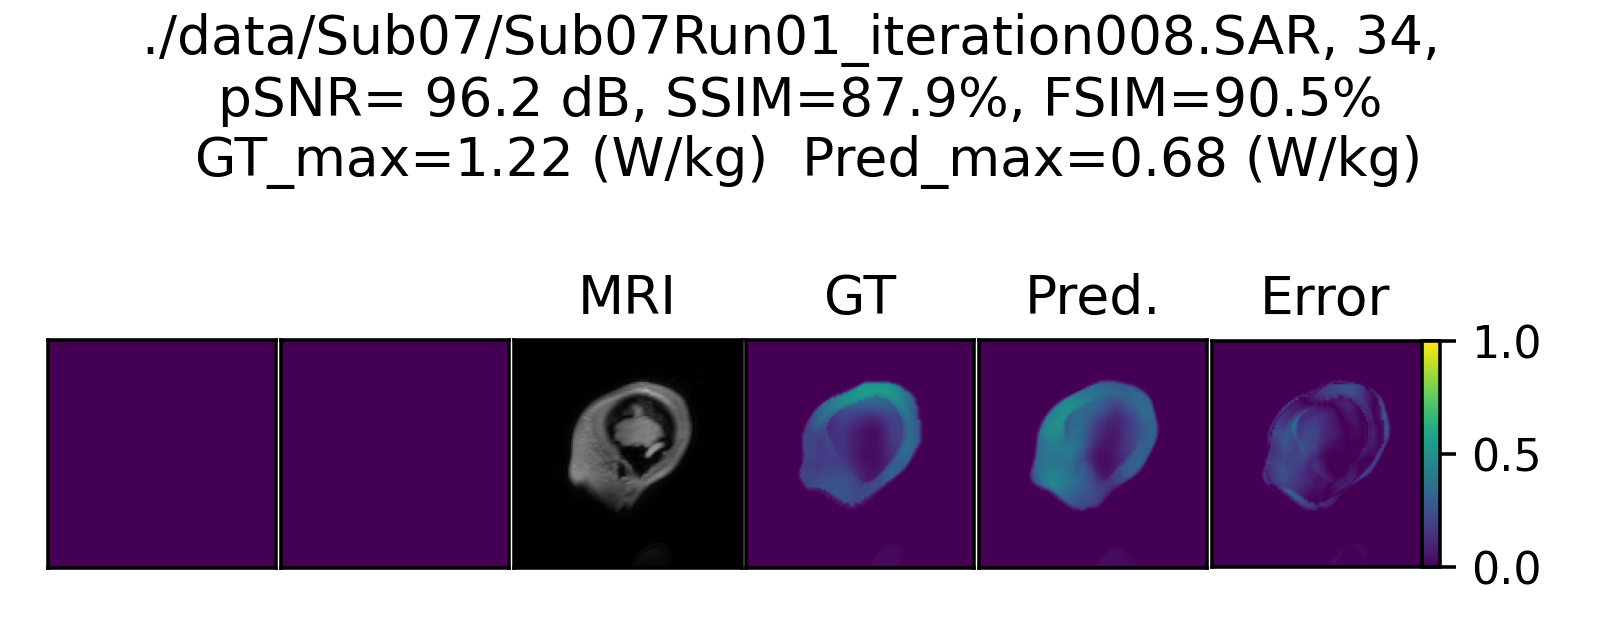 ./data/Sub07/Sub07Run01_iteration008.SAR, 34,
pSNR= 96.2 dB, SSIM=87.9%, FSIM=90.5%
GT_max=1.22 (W/kg)  Pred_max=0.68 (W/kg)
MRI GT Pred. Error
1.0
0.5
0.0